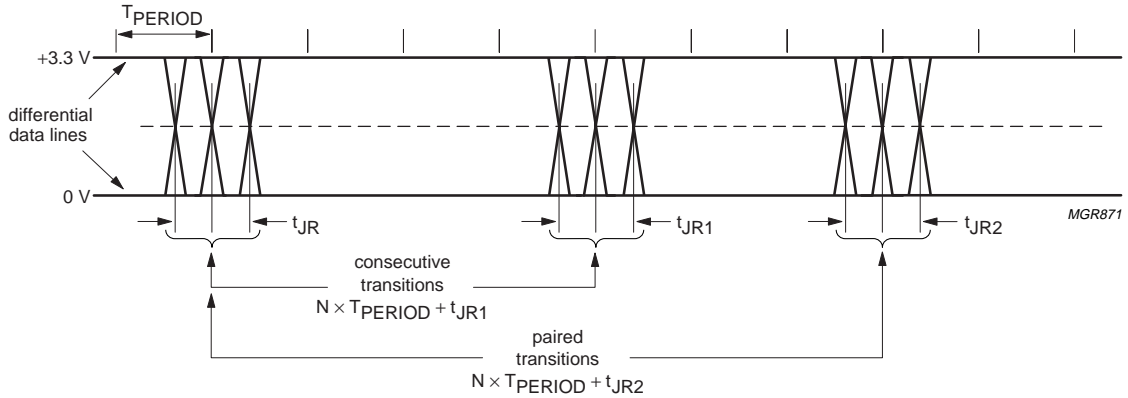 TPERIOD
+3.3 V
differential
data lines
0 V
tJR
tJR1
tJR2
MGR871
consecutive
transitions
N × TPERIOD + tJR1
paired
transitions
N × TPERIOD + tJR2